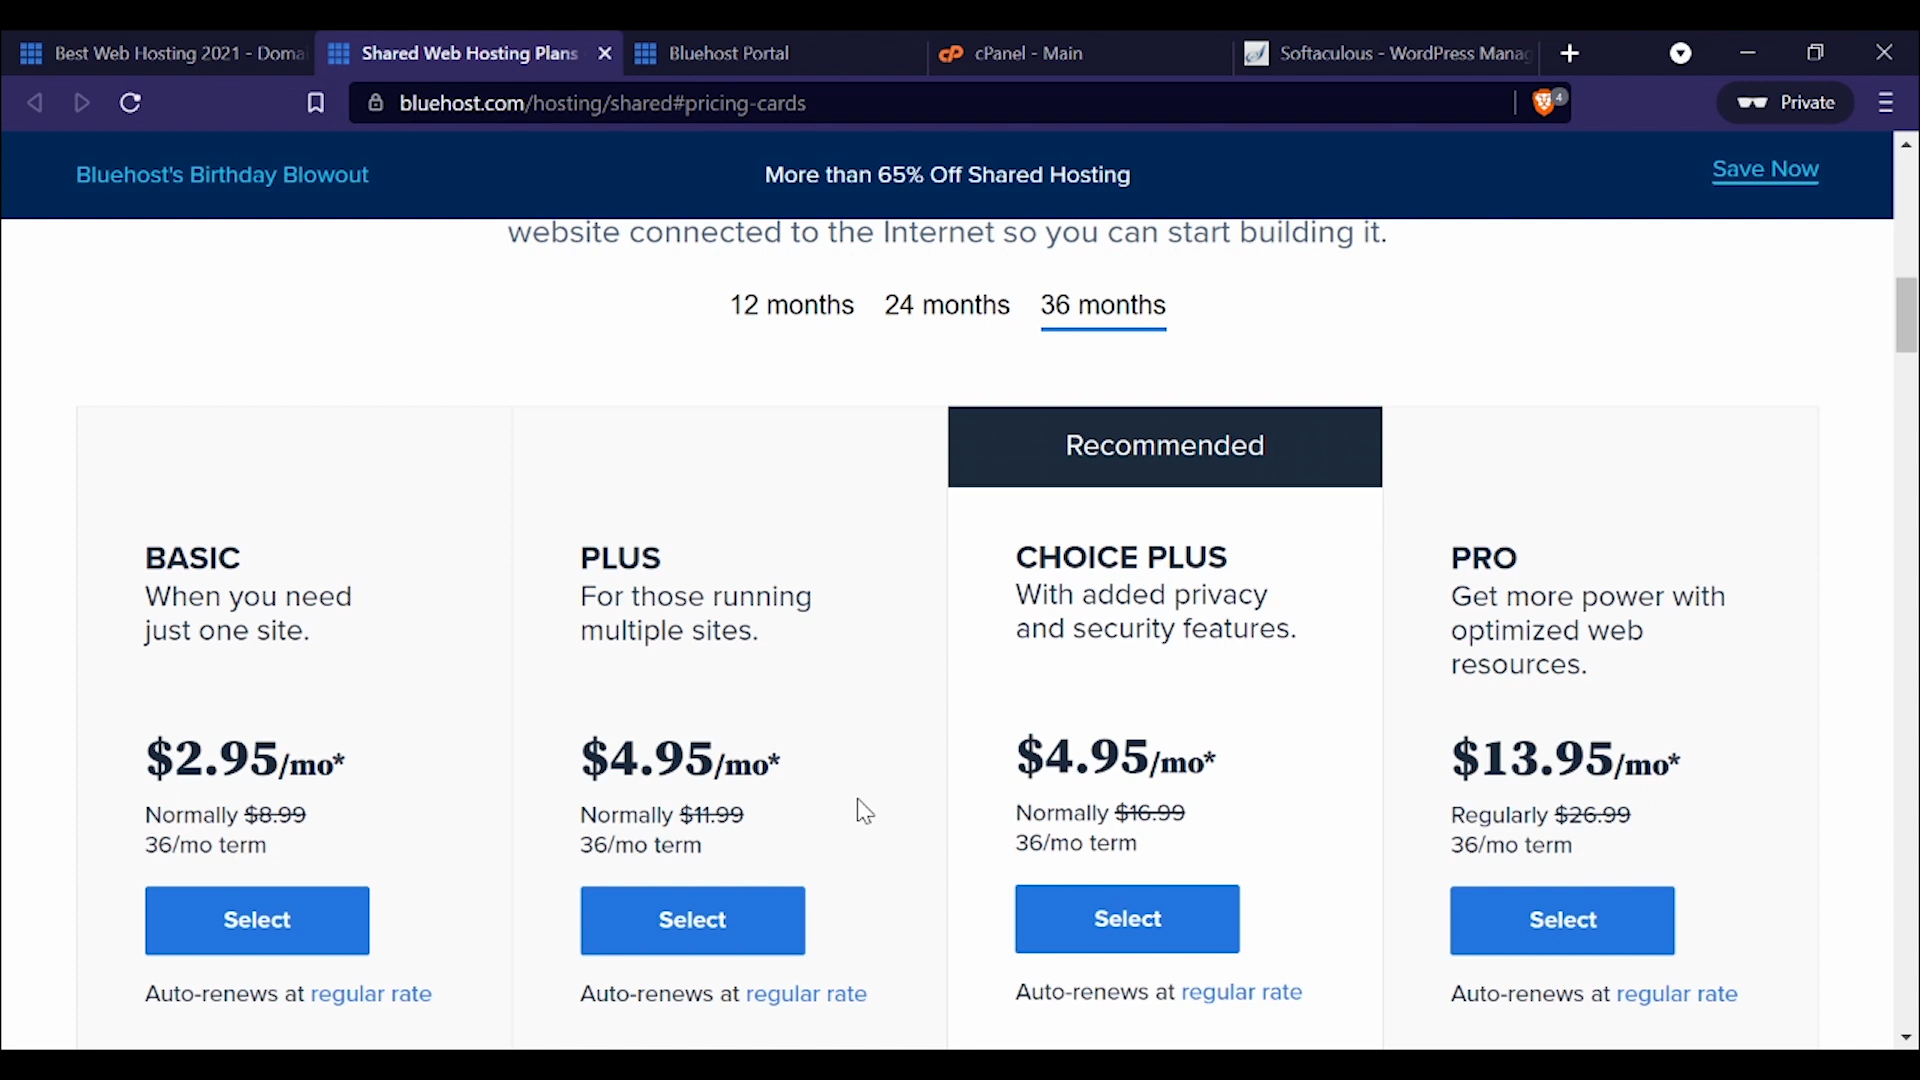 Best Web Hosting 2021 - Domai
Shared Web Hosting Plans
Bluehost Portal
cPanel - Main
Softaculous - WordPress Manag
bluehost.com/hosting/shared#pricing-cards
4
Private
Bluehost's Birthday Blowout
More than 65% Off Shared Hosting
Save Now
website connected to the Internet so you can start building it.
12 months
24 months
36 months
Recommended
BASIC
When you need
just one site.
$2.95/mo*
Normally $8.99
36/mo term
Select
Auto-renews at regular rate
PLUS
For those running
multiple sites.
$4.95/mo*
Normally $11.99
36/mo term
Select
Auto-renews at regular rate
CHOICE PLUS
With added privacy
and security features.
$4.95/mo*
Normally $16.99
36/mo term
Select
Auto-renews at regular rate
PRO
Get more power with
optimized web
resources.
$13.95/mo*
Regularly $26.99
36/mo term
Select
Auto-renews at regular rate